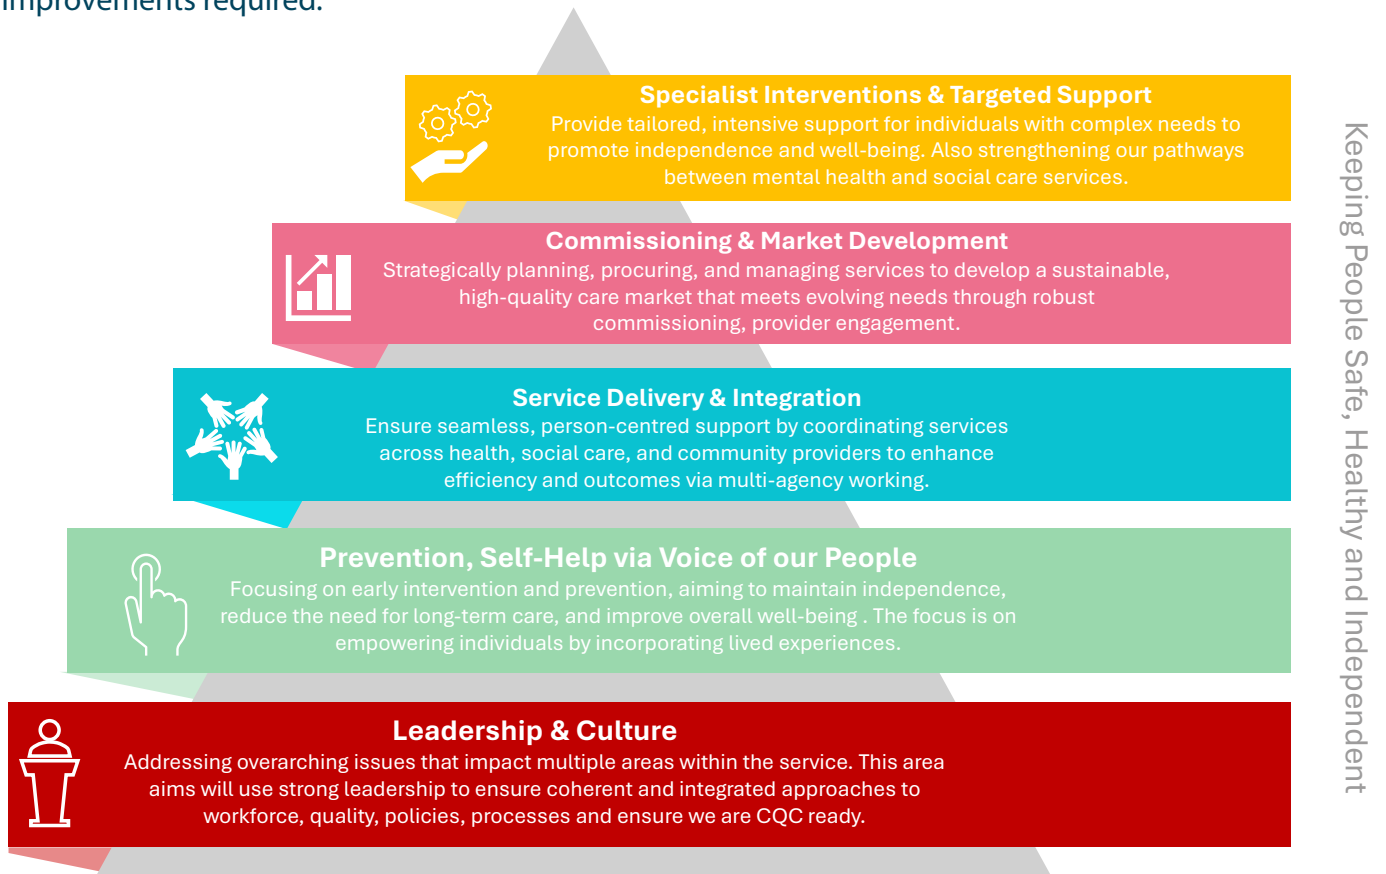 improvements required.
Specialist Interventions & Targeted Support
Provide tailored, intensive support for individuals with complex needs to
promote independence and well-being. Also strengthening our pathways
between mental health and social care services.
Commissioning & Market Development
Strategically planning, procuring, and managing services to develop a sustainable,
high-quality care market that meets evolving needs through robust
commissioning, provider engagement.
Service Delivery & Integration
Ensure seamless, person-centred support by coordinating services
across health, social care, and community providers to enhance
efficiency and outcomes via multi-agency working.
Prevention, Self-Help via Voice of our People
Focusing on early intervention and prevention, aiming to maintain independence,
reduce the need for long-term care, and improve overall well-being . The focus is on
empowering individuals by incorporating lived experiences.
Leadership & Culture
Addressing overarching issues that impact multiple areas within the service. This area
aims will use strong leadership to ensure coherent and integrated approaches to
workforce, quality, policies, processes and ensure we are CQC ready.
Keeping People Safe, Healthy and Independent